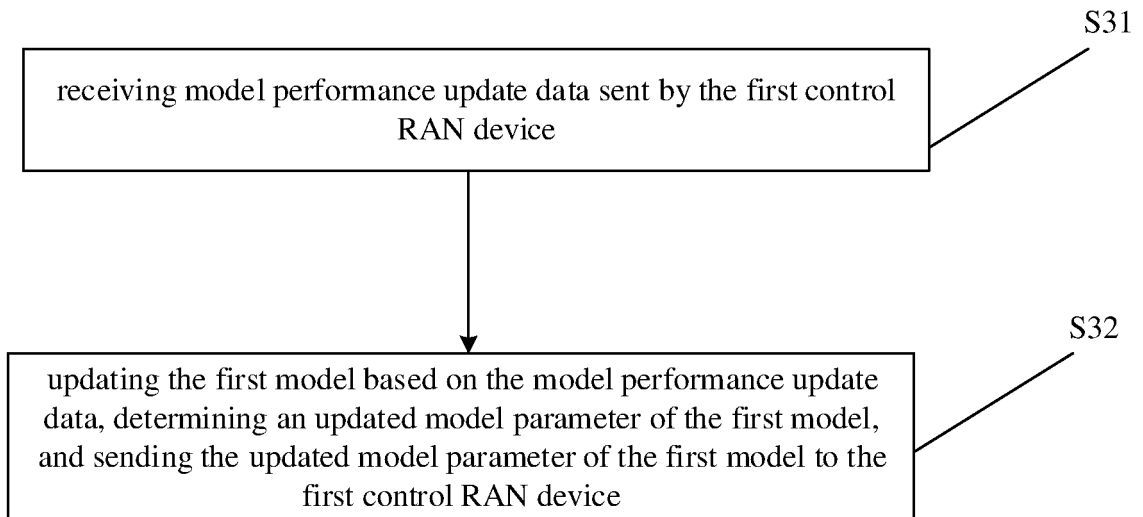 S31
receiving model performance update data sent by the first control
RAN device
S32
updating the first model based on the model performance update
data, determining an updated model parameter of the first model,
and sending the updated model parameter of the first model to the
first control RAN device